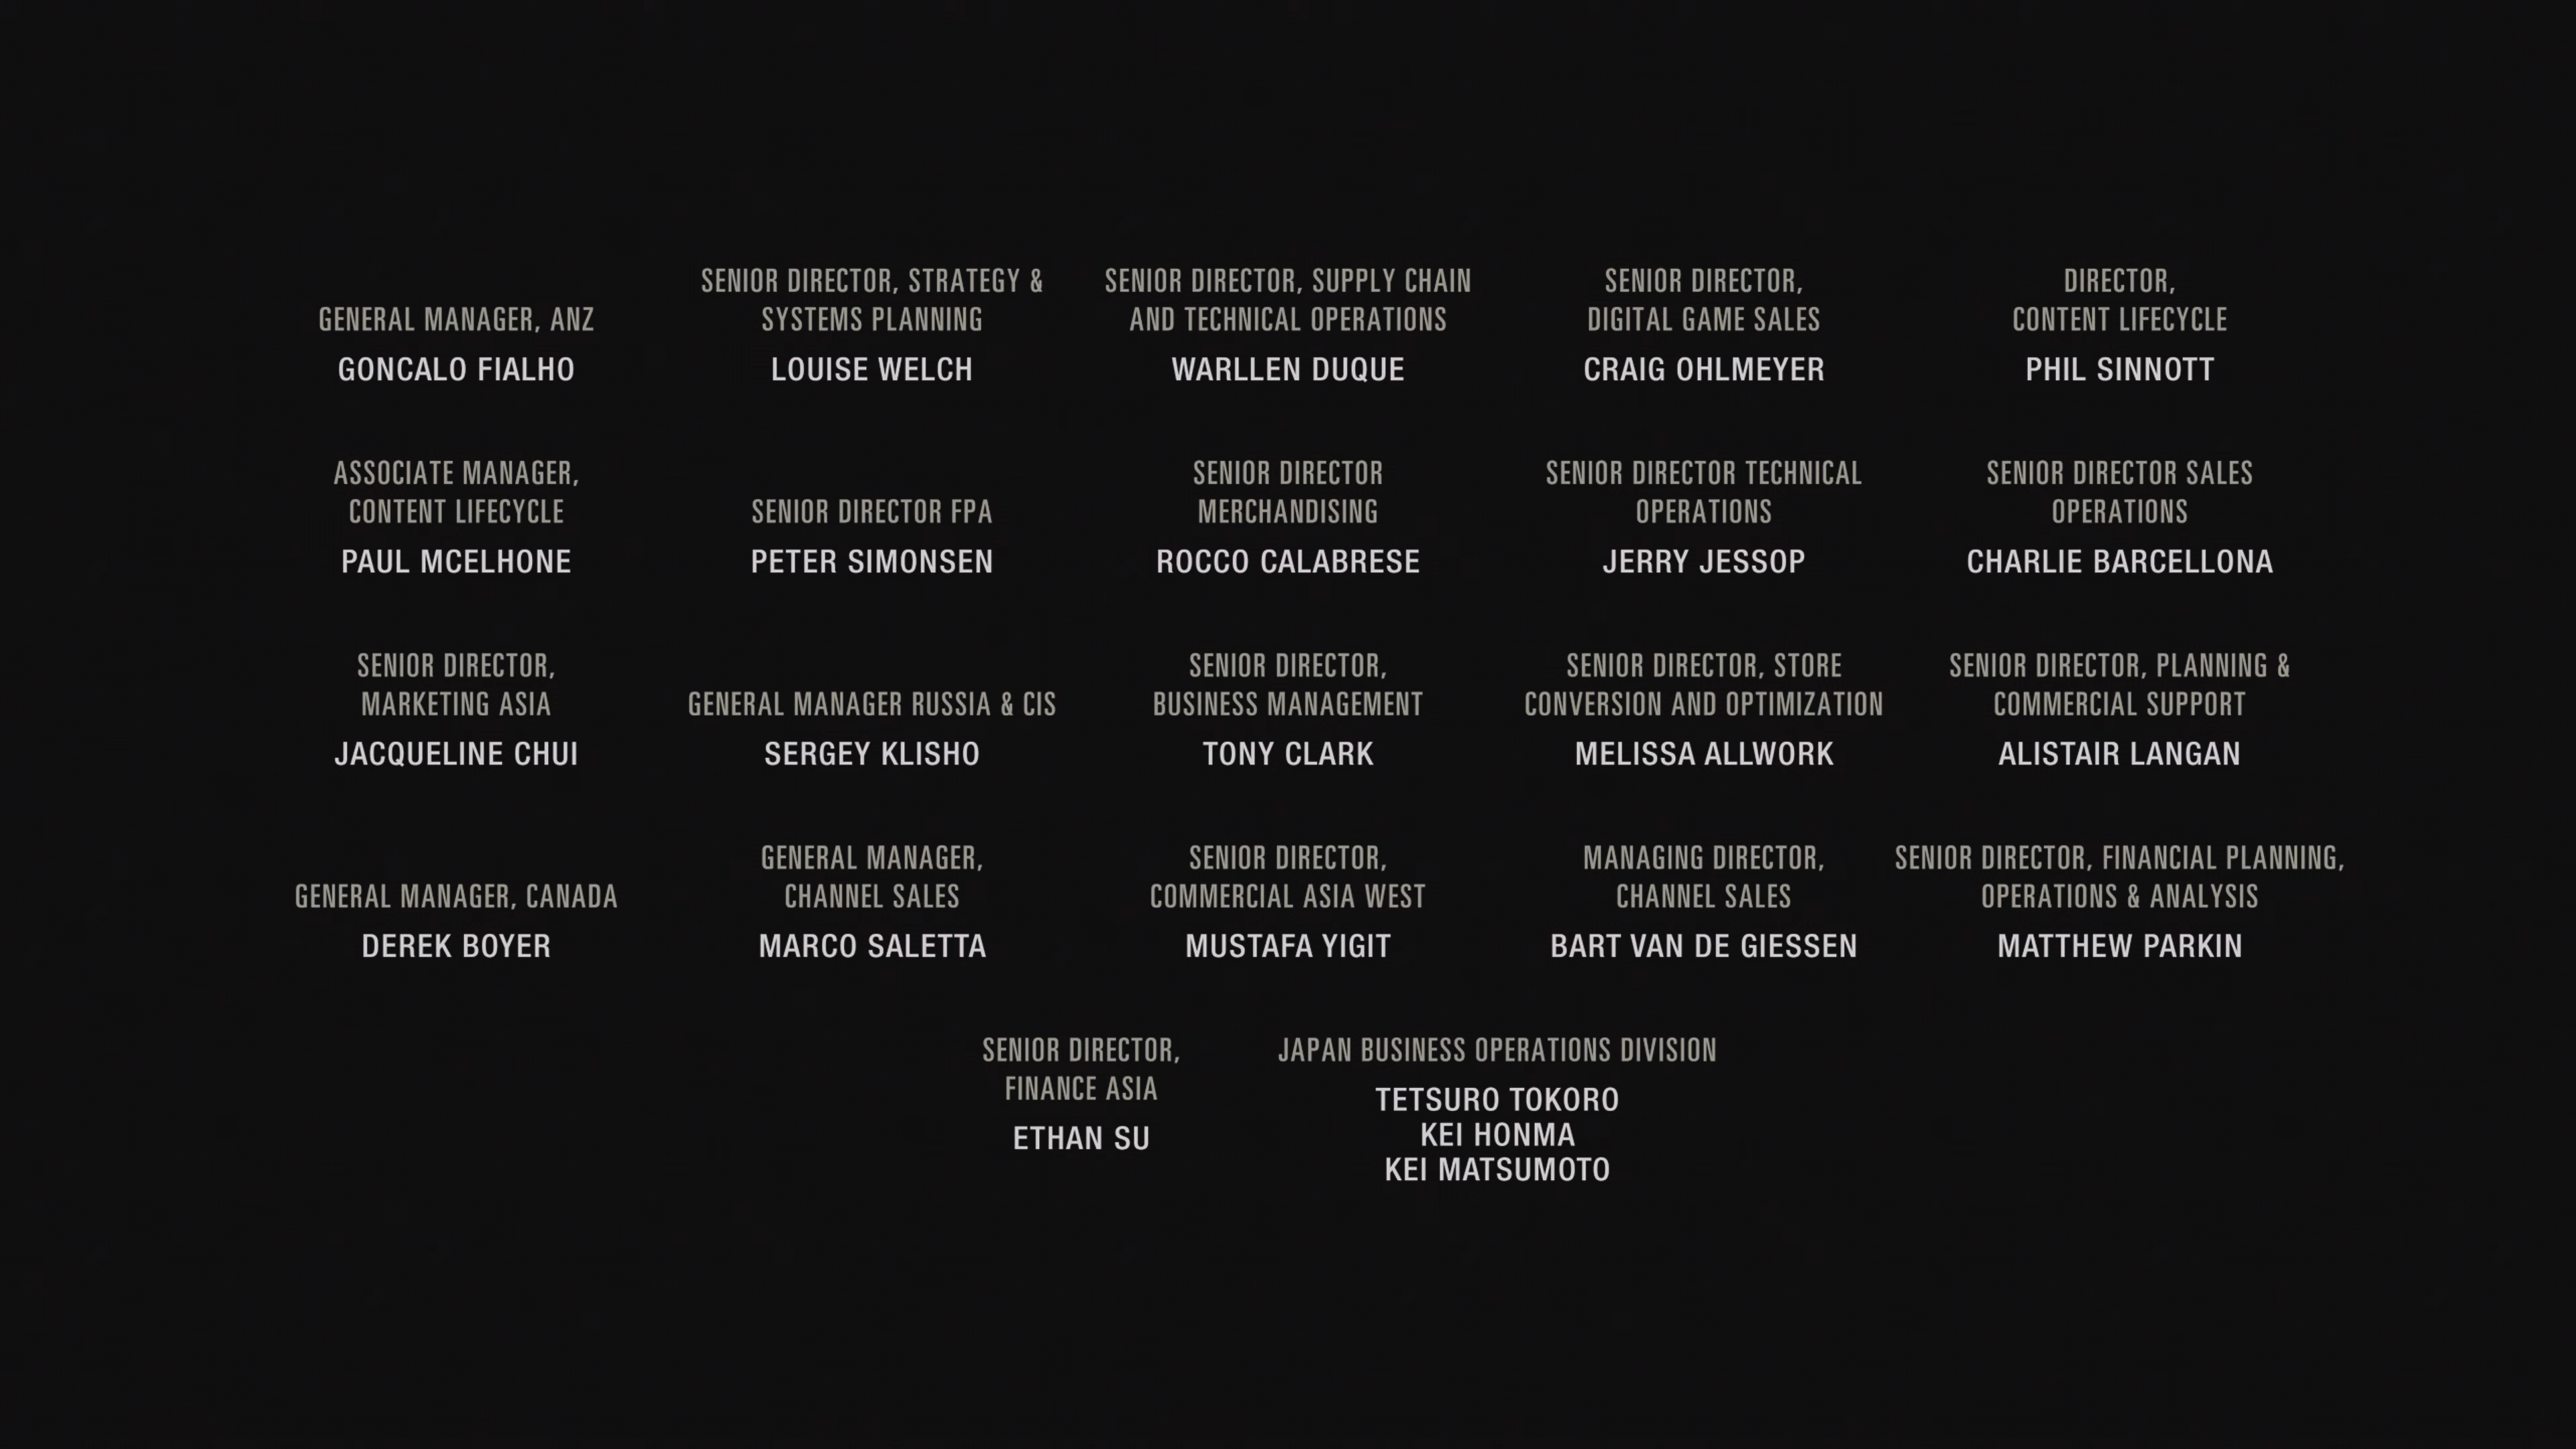 GENERAL MANAGER, ANZ
GONCALO FIALHO
SENIOR DIRECTOR, STRATEGY &
SYSTEMS PLANNING
LOUISE WELCH
SENIOR DIRECTOR, SUPPLY CHAIN
AND TECHNICAL OPERATIONS
WARLLEN DUQUE
SENIOR DIRECTOR,
DIGITAL GAME SALES
CRAIG OHLMEYER
DIRECTOR,
CONTENT LIFECYCLE
PHIL SINNOTT
ASSOCIATE MANAGER,
CONTENT LIFECYCLE
PAUL MCELHONE
SENIOR DIRECTOR FPA
PETER SIMONSEN
SENIOR DIRECTOR
MERCHANDISING
ROCCO CALABRESE
SENIOR DIRECTOR TECHNICAL
OPERATIONS
JERRY JESSOP
SENIOR DIRECTOR SALES
OPERATIONS
CHARLIE BARCELLONA
SENIOR DIRECTOR,
MARKETING ASIA
JACQUELINE CHUI
GENERAL MANAGER RUSSIA & CIS
SERGEY KLISHO
SENIOR DIRECTOR,
BUSINESS MANAGEMENT
TONY CLARK
SENIOR DIRECTOR, STORE
CONVERSION AND OPTIMIZATION
MELISSA ALLWORK
SENIOR DIRECTOR, PLANNING &
COMMERCIAL SUPPORT
ALISTAIR LANGAN
GENERAL MANAGER, CANADA
DEREK BOYER
GENERAL MANAGER,
CHANNEL SALES
MARCO SALETTA
SENIOR DIRECTOR,
COMMERCIAL ASIA WEST
MUSTAFA YIGIT
MANAGING DIRECTOR,
CHANNEL SALES
BART VAN DE GIESSEN
SENIOR DIRECTOR, FINANCIAL PLANNING,
OPERATIONS & ANALYSIS
MATTHEW PARKIN
SENIOR DIRECTOR,
FINANCE ASIA
ETHAN SU
JAPAN BUSINESS OPERATIONS DIVISION
TETSURO TOKORO
KEI HONMA
KEI MATSUMOTO